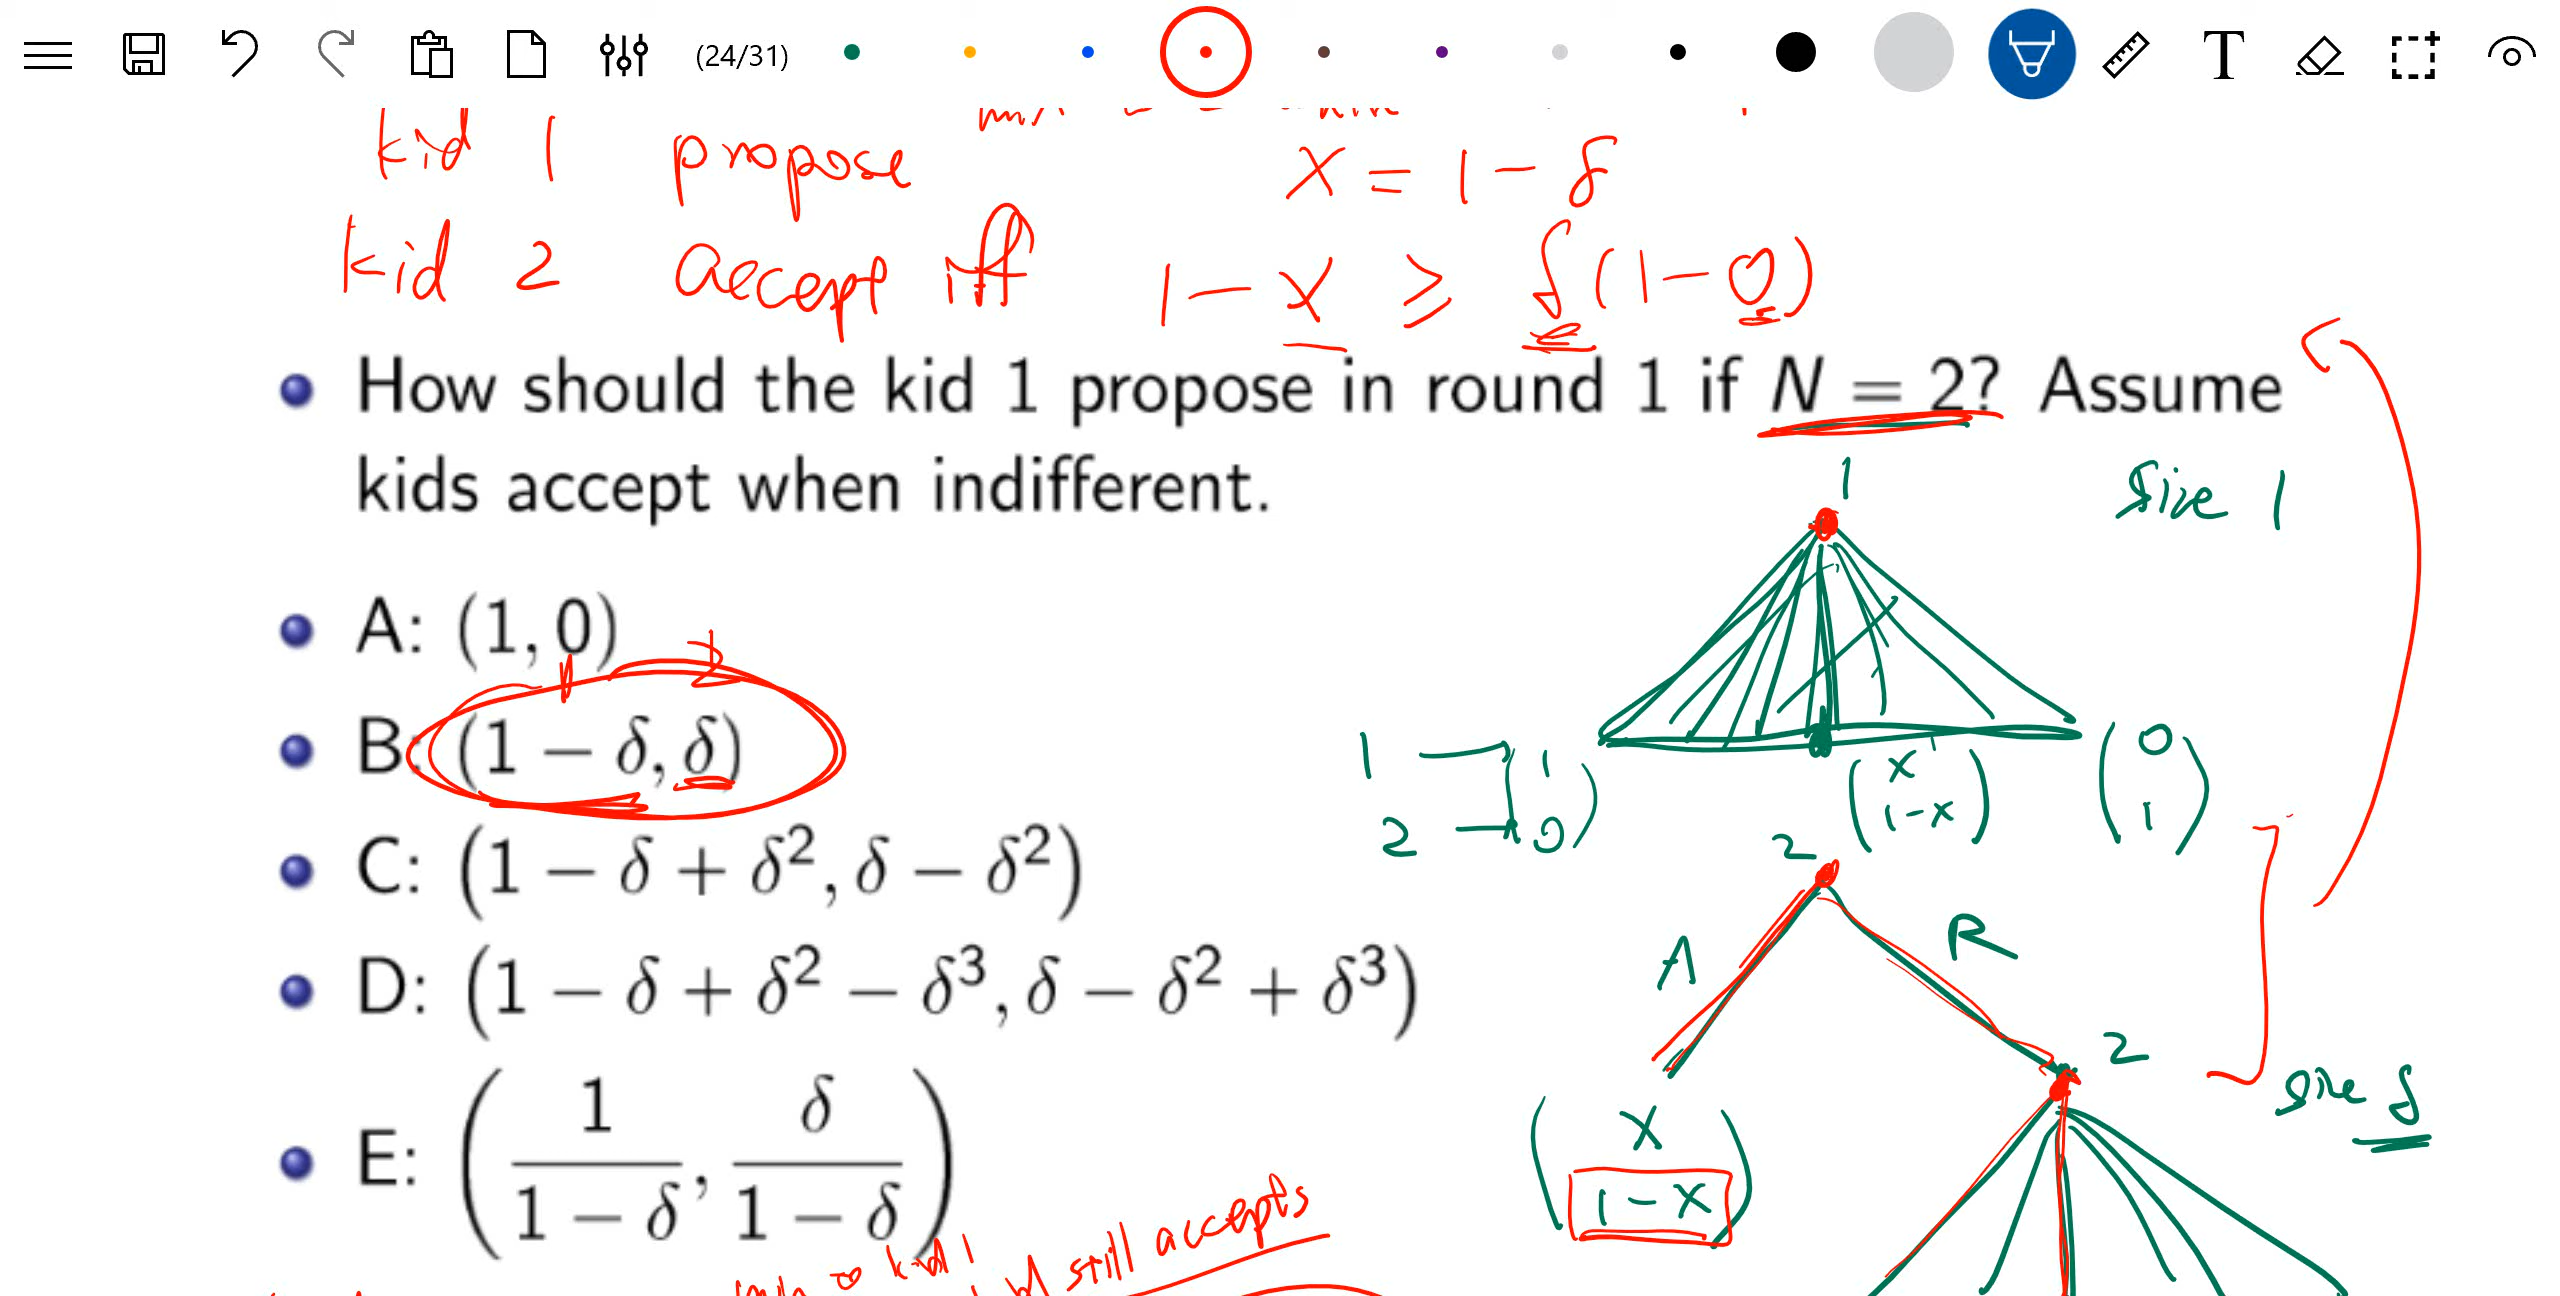 (24/31)
T
kid 1 propose x = 1 - δ
kid 2 accept iff 1 - x ≥ δ(1 - 0)
How should the kid 1 propose in round 1 if N = 2? Assume
kids accept when indifferent.
1
Size 1
A: (1, 0)
B: (1 − δ, δ)
1 2 (1 0)
(x 1-x)
(0 1)
C: (1 − δ + δ², δ − δ²)
2
A R
D: (1 − δ + δ² − δ³, δ − δ² + δ³)
2
Size δ
E: (1/(1 − δ), δ/(1 − δ))
(x 1-x)
kid 1
still accepts